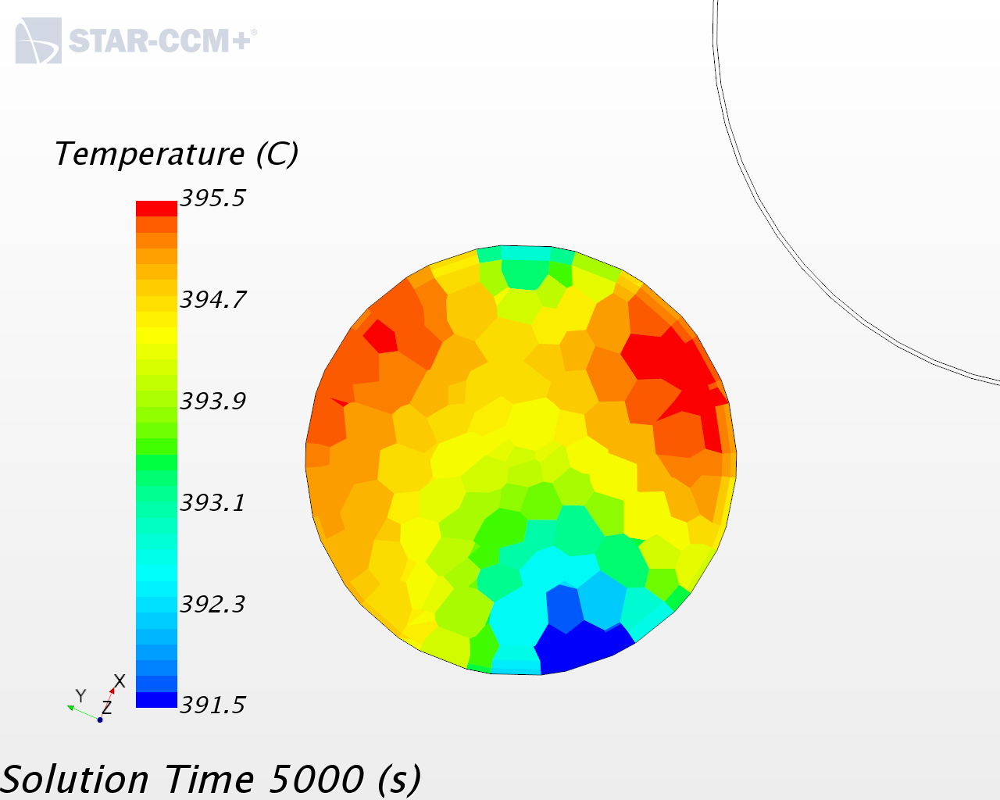 STAR-CCM+®
Temperature (C)
395.5
394.7
393.9
393.1
392.3
391.5
X
Y
Z
Solution Time 5000 (s)